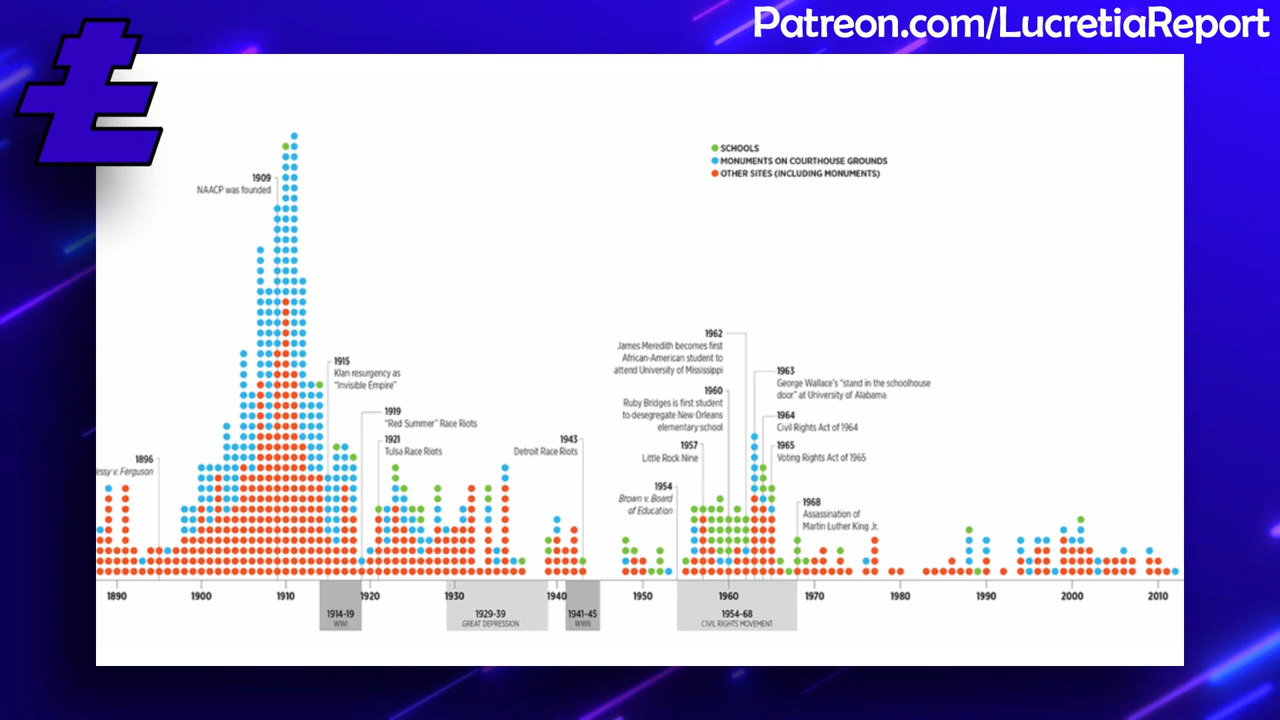 Patreon.com/LucretiaReport
SCHOOLS
MONUMENTS ON COURTHOUSE GROUNDS
OTHER SITES (INCLUDING MONUMENTS)
1909
NAACP was founded
1915
Klan resurgency as
"Invisible Empire"
1919
"Red Summer" Race Riots
1921
Tulsa Race Riots
1896
essy v. Ferguson
1943
Detroit Race Riots
1962
James Meredith becomes first
African-American student to
attend University of Mississippi
1960
Ruby Bridges is first student
to desegregate New Orleans
elementary school
1957
Little Rock Nine
1954
Brown v. Board
of Education
1963
George Wallace's "stand in the schoolhouse
door" at University of Alabama
1964
Civil Rights Act of 1964
1965
Voting Rights Act of 1965
1968
Assassination of
Martin Luther King Jr.
1890 1900 1910 1920 1930 1940 1950 1960 1970 1980 1990 2000 2010
1914-19
WWI
1929-39
GREAT DEPRESSION
1941-45
WWII
1954-68
CIVIL RIGHTS MOVEMENT